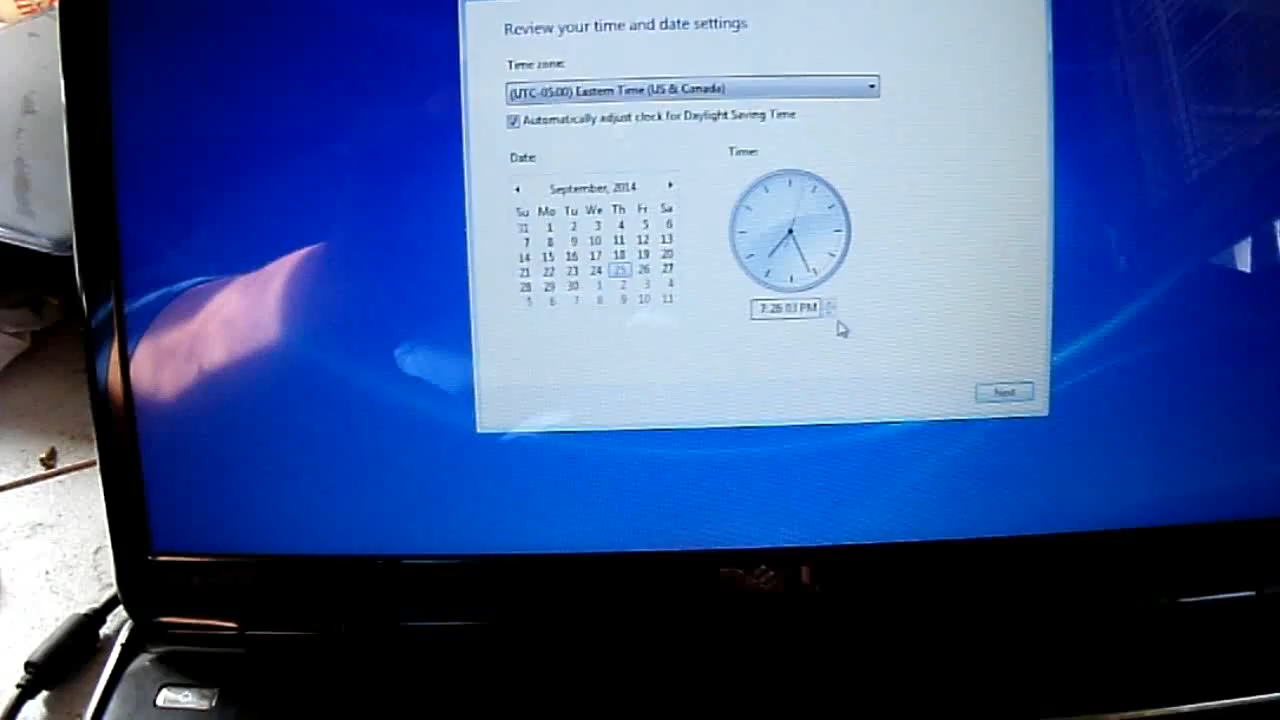 Review your time and date settings
Time zone:
(UTC-05:00) Eastern Time (US & Canada)
Automatically adjust clock for Daylight Saving Time
Date:
Time:
September, 2014
Su Mo Tu We Th Fr Sa
31 1 2 3 4 5 6
7 8 9 10 11 12 13
14 15 16 17 18 19 20
21 22 23 24 25 26 27
28 29 30 1 2 3 4
5 6 7 8 9 10 11
7:26:03 PM
Next